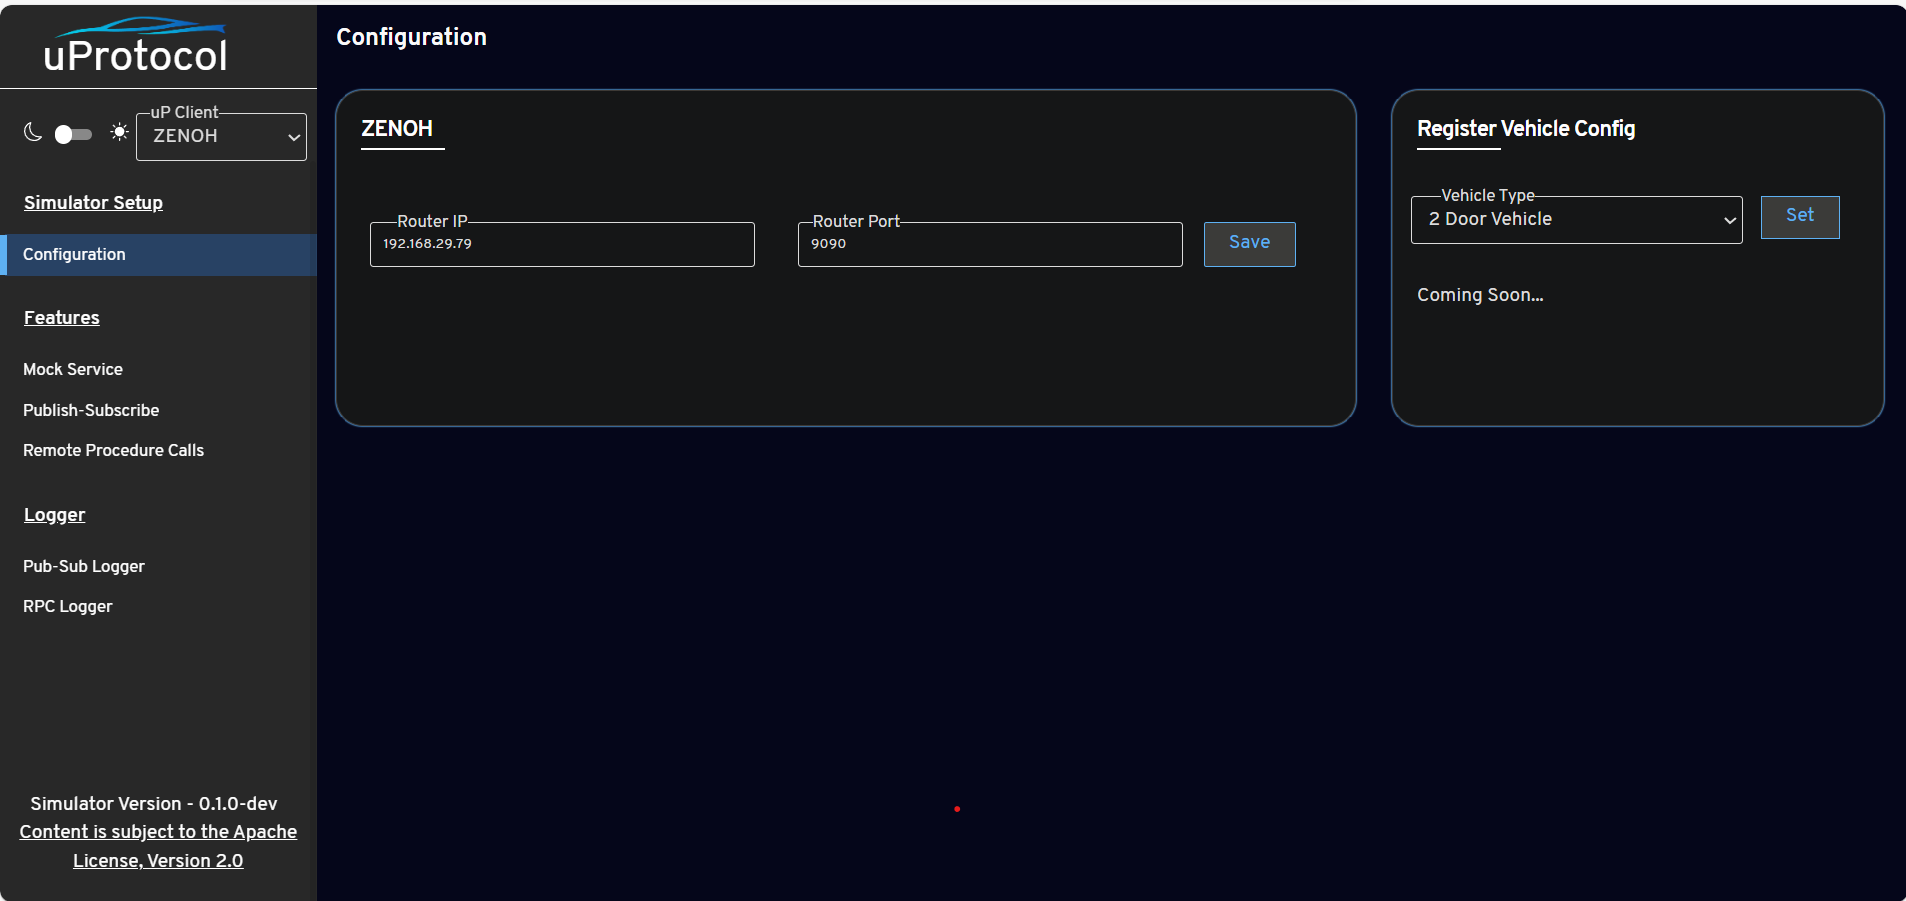 uProtocol
uP Client
ZENOH
Simulator Setup
Configuration
Features
Mock Service
Publish-Subscribe
Remote Procedure Calls
Logger
Pub-Sub Logger
RPC Logger
Simulator Version - 0.1.0-dev
Content is subject to the Apache
License, Version 2.0
Configuration
ZENOH
Router IP
192.168.29.79
Router Port
9090
Save
Register Vehicle Config
Vehicle Type
2 Door Vehicle
Set
Coming Soon...